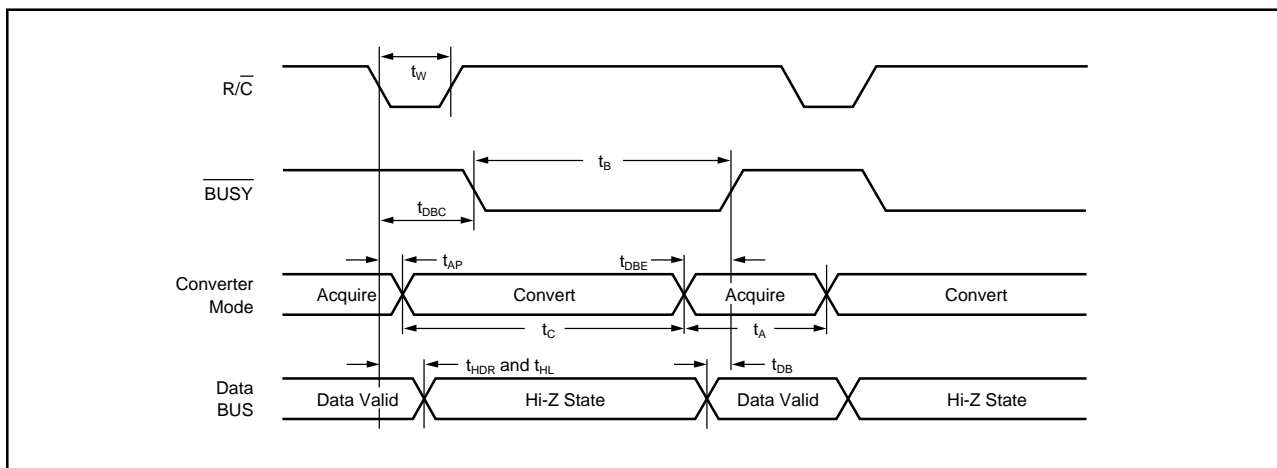 t_W
R/C̅
B̅U̅S̅Y̅
t_B
t_DBC
t_AP
t_DBE
Converter
Mode
Acquire
Convert
Acquire
Convert
t_C
t_A
t_HDR and t_HL
t_DB
Data
BUS
Data Valid
Hi-Z State
Data Valid
Hi-Z State